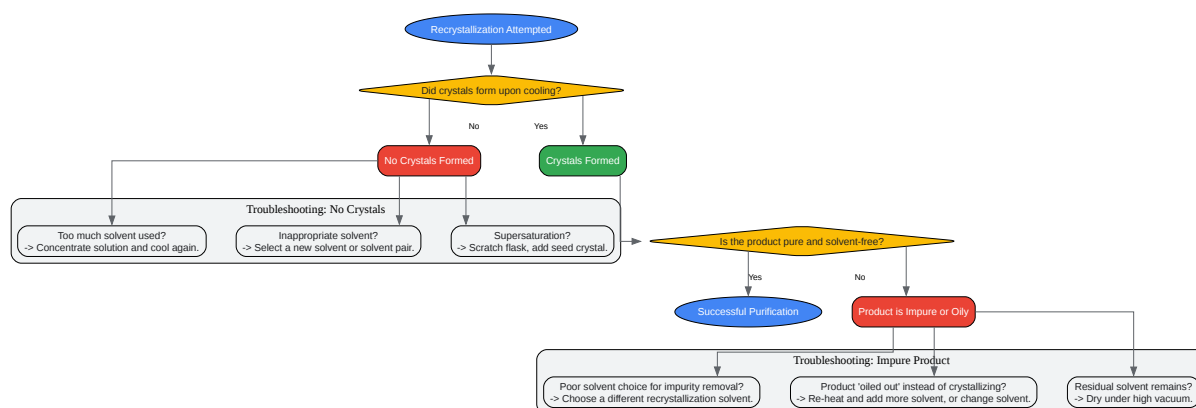 Recrystallization Attempted
Did crystals form upon cooling?
No
Yes
No Crystals Formed
Crystals Formed
Troubleshooting: No Crystals
Too much solvent used?
-> Concentrate solution and cool again.
Inappropriate solvent?
-> Select a new solvent or solvent pair.
Supersaturation?
-> Scratch flask, add seed crystal.
Is the product pure and solvent-free?
Yes
No
Successful Purification
Product is Impure or Oily
Troubleshooting: Impure Product
Poor solvent choice for impurity removal?
-> Choose a different recrystallization solvent.
Product 'oiled out' instead of crystallizing?
-> Re-heat and add more solvent, or change solvent.
Residual solvent remains?
-> Dry under high vacuum.